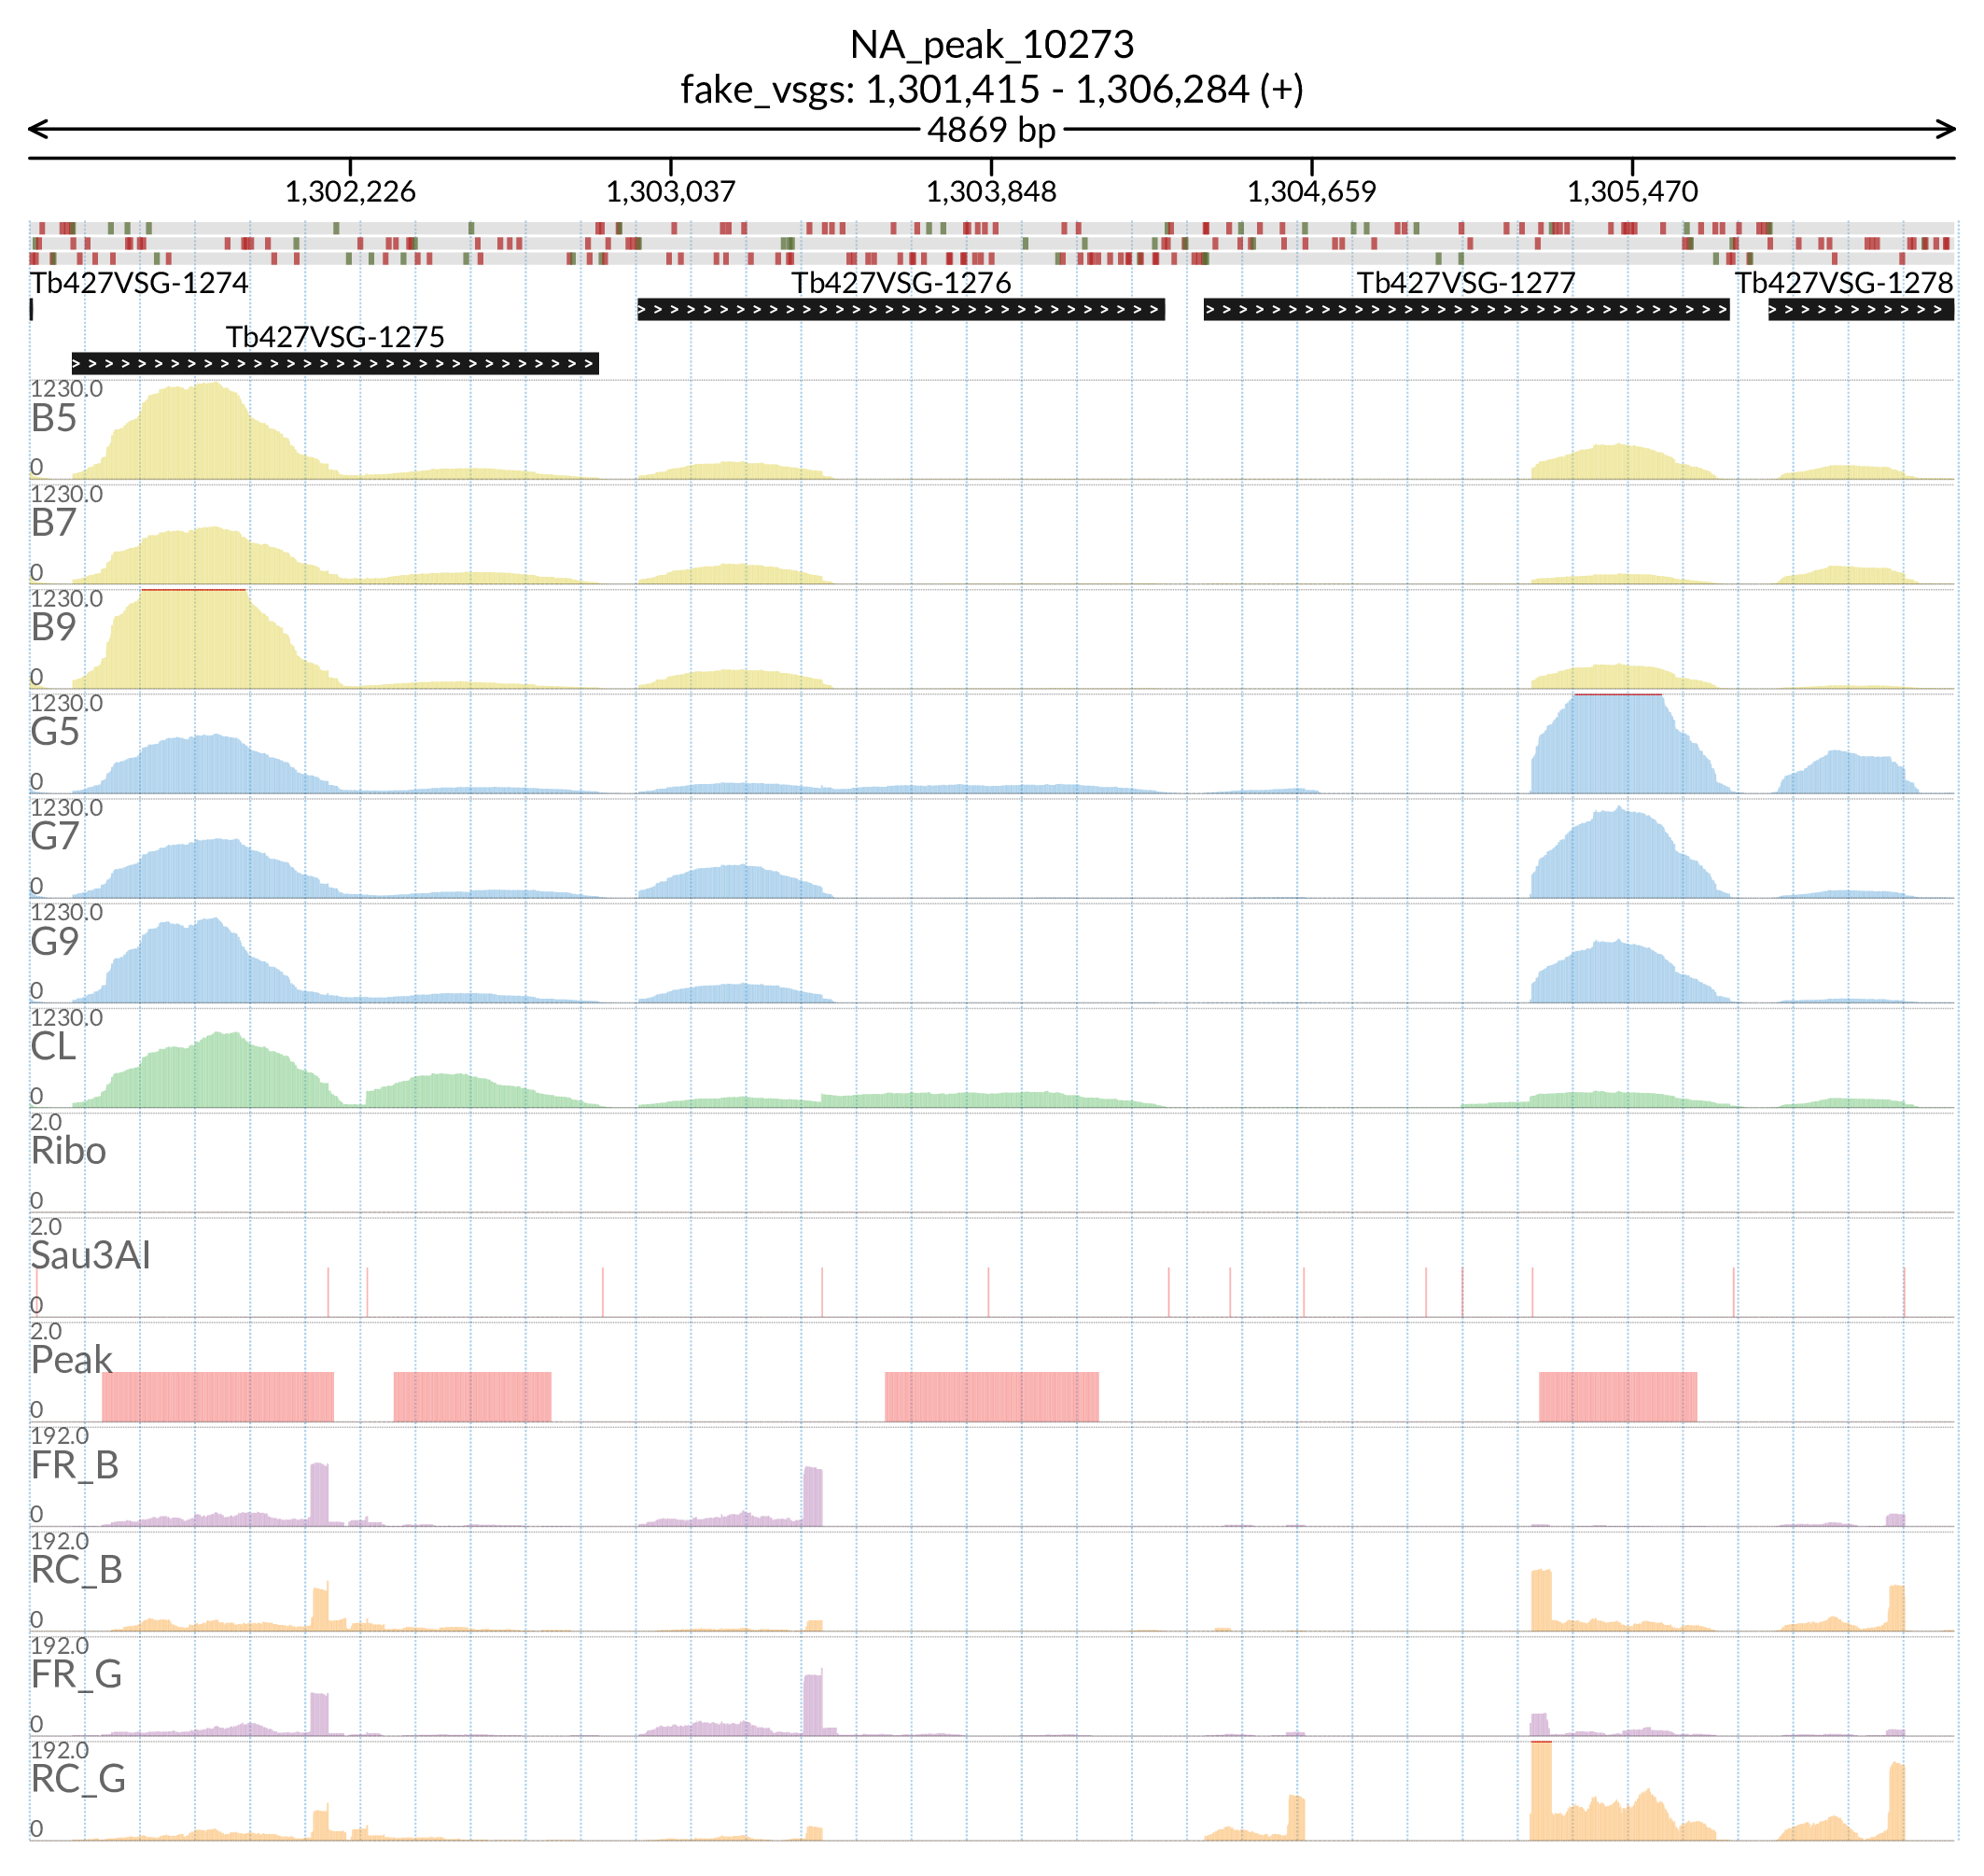 NA_peak_10273
fake_vsgs: 1,301,415 - 1,306,284 (+)
4869 bp
1,302,226 1,303,037 1,303,848 1,304,659 1,305,470
Tb427VSG-1274 Tb427VSG-1276 Tb427VSG-1277 Tb427VSG-1278
Tb427VSG-1275
1230.0
B5
0
1230.0
B7
0
1230.0
B9
0
1230.0
G5
0
1230.0
G7
0
1230.0
G9
0
1230.0
CL
0
2.0
Ribo
0
2.0
Sau3AI
0
2.0
Peak
0
192.0
FR_B
0
192.0
RC_B
0
192.0
FR_G
0
192.0
RC_G
0